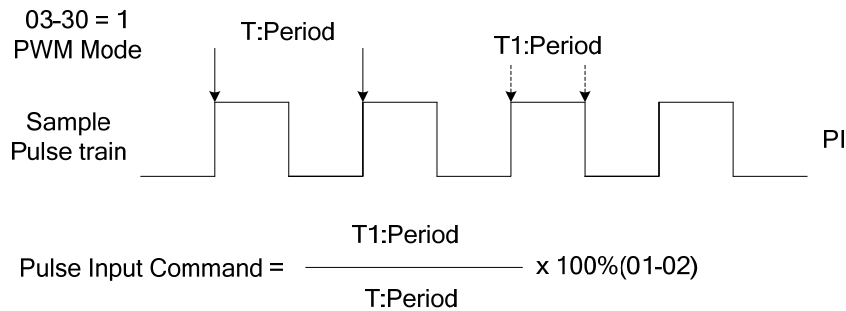 03-30 = 1
PWM Mode
T:Period
T1:Period
Sample
Pulse train
PI
T1:Period
Pulse Input Command = x 100%(01-02)
T:Period